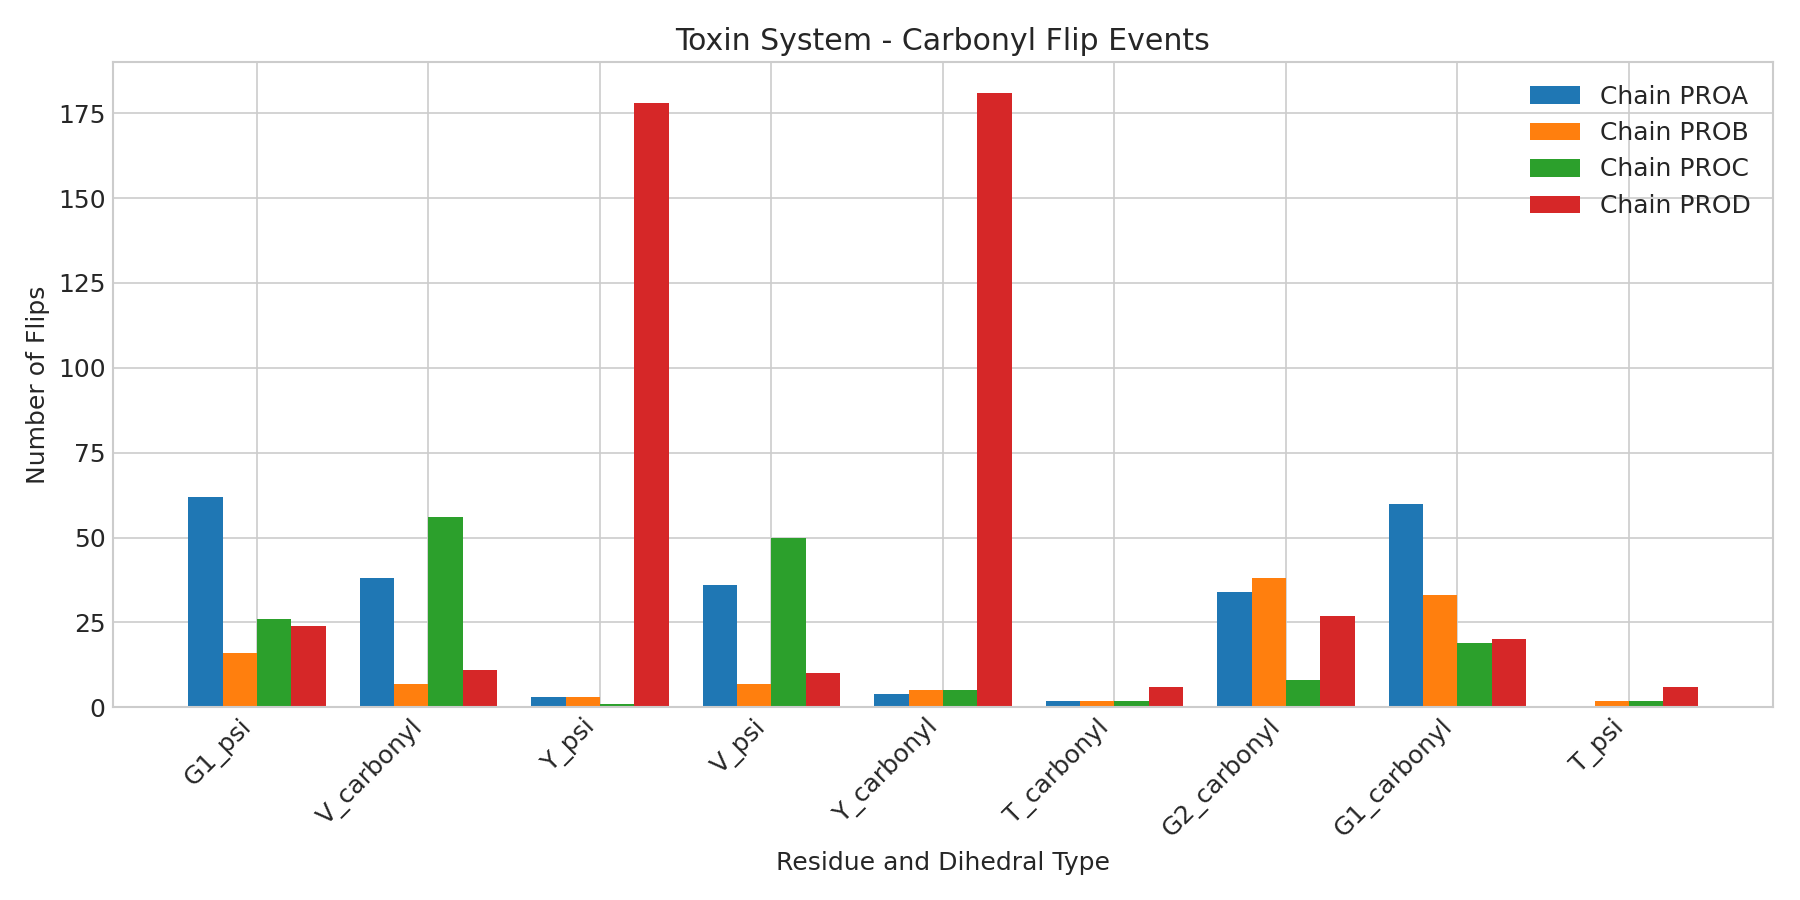 Toxin System - Carbonyl Flip Events
Chain PROA
Chain PROB
Chain PROC
Chain PROD
Number of Flips
175
150
125
100
75
50
25
0
G1_psi
V_carbonyl
Y_psi
V_psi
Y_carbonyl
T_carbonyl
G2_carbonyl
G1_carbonyl
T_psi
Residue and Dihedral Type